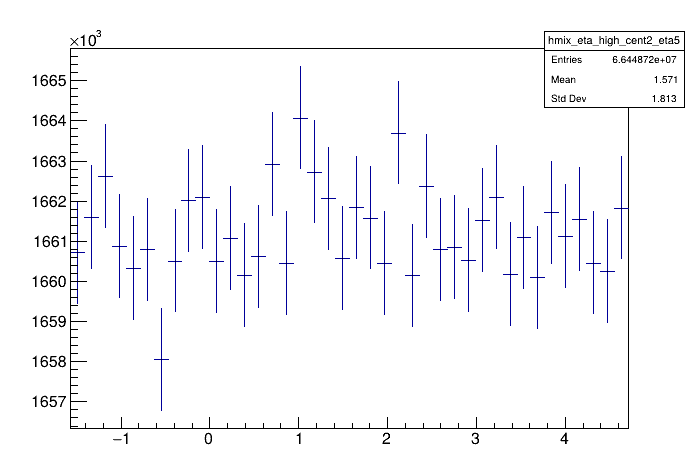 ×10³
hmix_eta_high_cent2_eta5
Entries 6.644872e+07
Mean 1.571
Std Dev 1.813
1665
1664
1663
1662
1661
1660
1659
1658
1657
−1 0 1 2 3 4